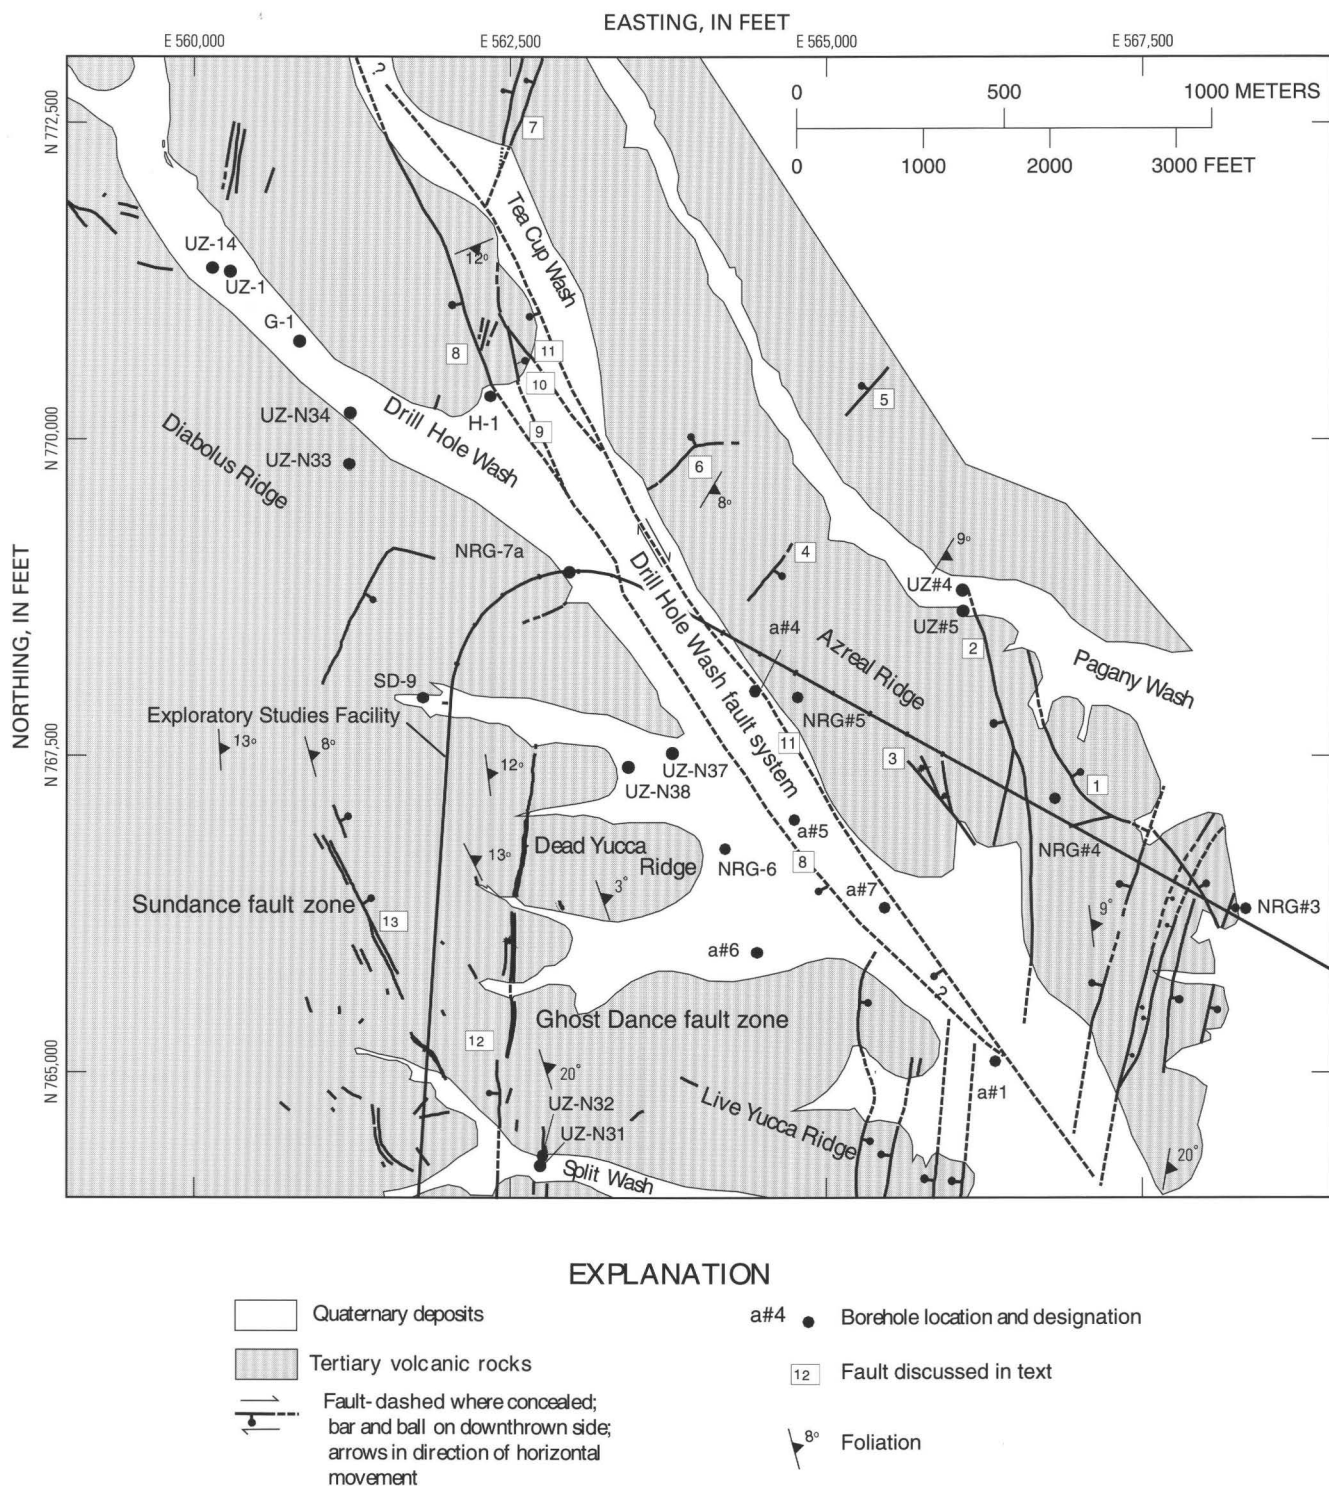 EASTING, IN FEET
E 560,000
E 562,500
E 565,000
E 567,500
NORTHING, IN FEET
N 772,500
N 770,000
N 767,500
N 765,000
0 500 1000 METERS
0 1000 2000 3000 FEET
?
7
Tea Cup Wash
12°
UZ-14
UZ-1
G-1
8
11
10
5
UZ-N34
Drill Hole Wash
H-1
9
Diabolus Ridge
UZ-N33
6
8°
NRG-7a
4
9°
UZ#4
UZ#5
Drill Hole Wash fault system
a#4
Azreal Ridge
2
Pagany Wash
SD-9
Exploratory Studies Facility
NRG#5
13°
8°
12°
11
3
UZ-N37
UZ-N38
1
a#5
Dead Yucca
Ridge
13°
3°
NRG-6
8
NRG#4
Sundance fault zone
13
a#7
9°
NRG#3
a#6
?
Ghost Dance fault zone
12
20°
UZ-N32
UZ-N31
Live Yucca Ridge
a#1
Split Wash
20°
EXPLANATION
Quaternary deposits
Tertiary volcanic rocks
Fault- dashed where concealed;
bar and ball on downthrown side;
arrows in direction of horizontal
movement
a#4 Borehole location and designation
12 Fault discussed in text
8° Foliation